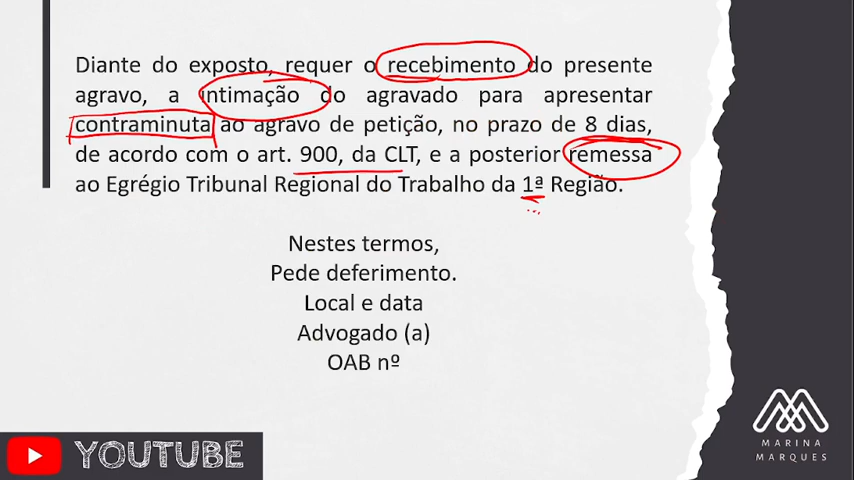 Diante do exposto, requer o recebimento do presente
agravo, a intimação do agravado para apresentar
contraminuta ao agravo de petição, no prazo de 8 dias,
de acordo com o art. 900, da CLT, e a posterior remessa
ao Egrégio Tribunal Regional do Trabalho da 1ª Região.
Nestes termos,
Pede deferimento.
Local e data
Advogado (a)
OAB nº
YOUTUBE
MARINA
MARQUES